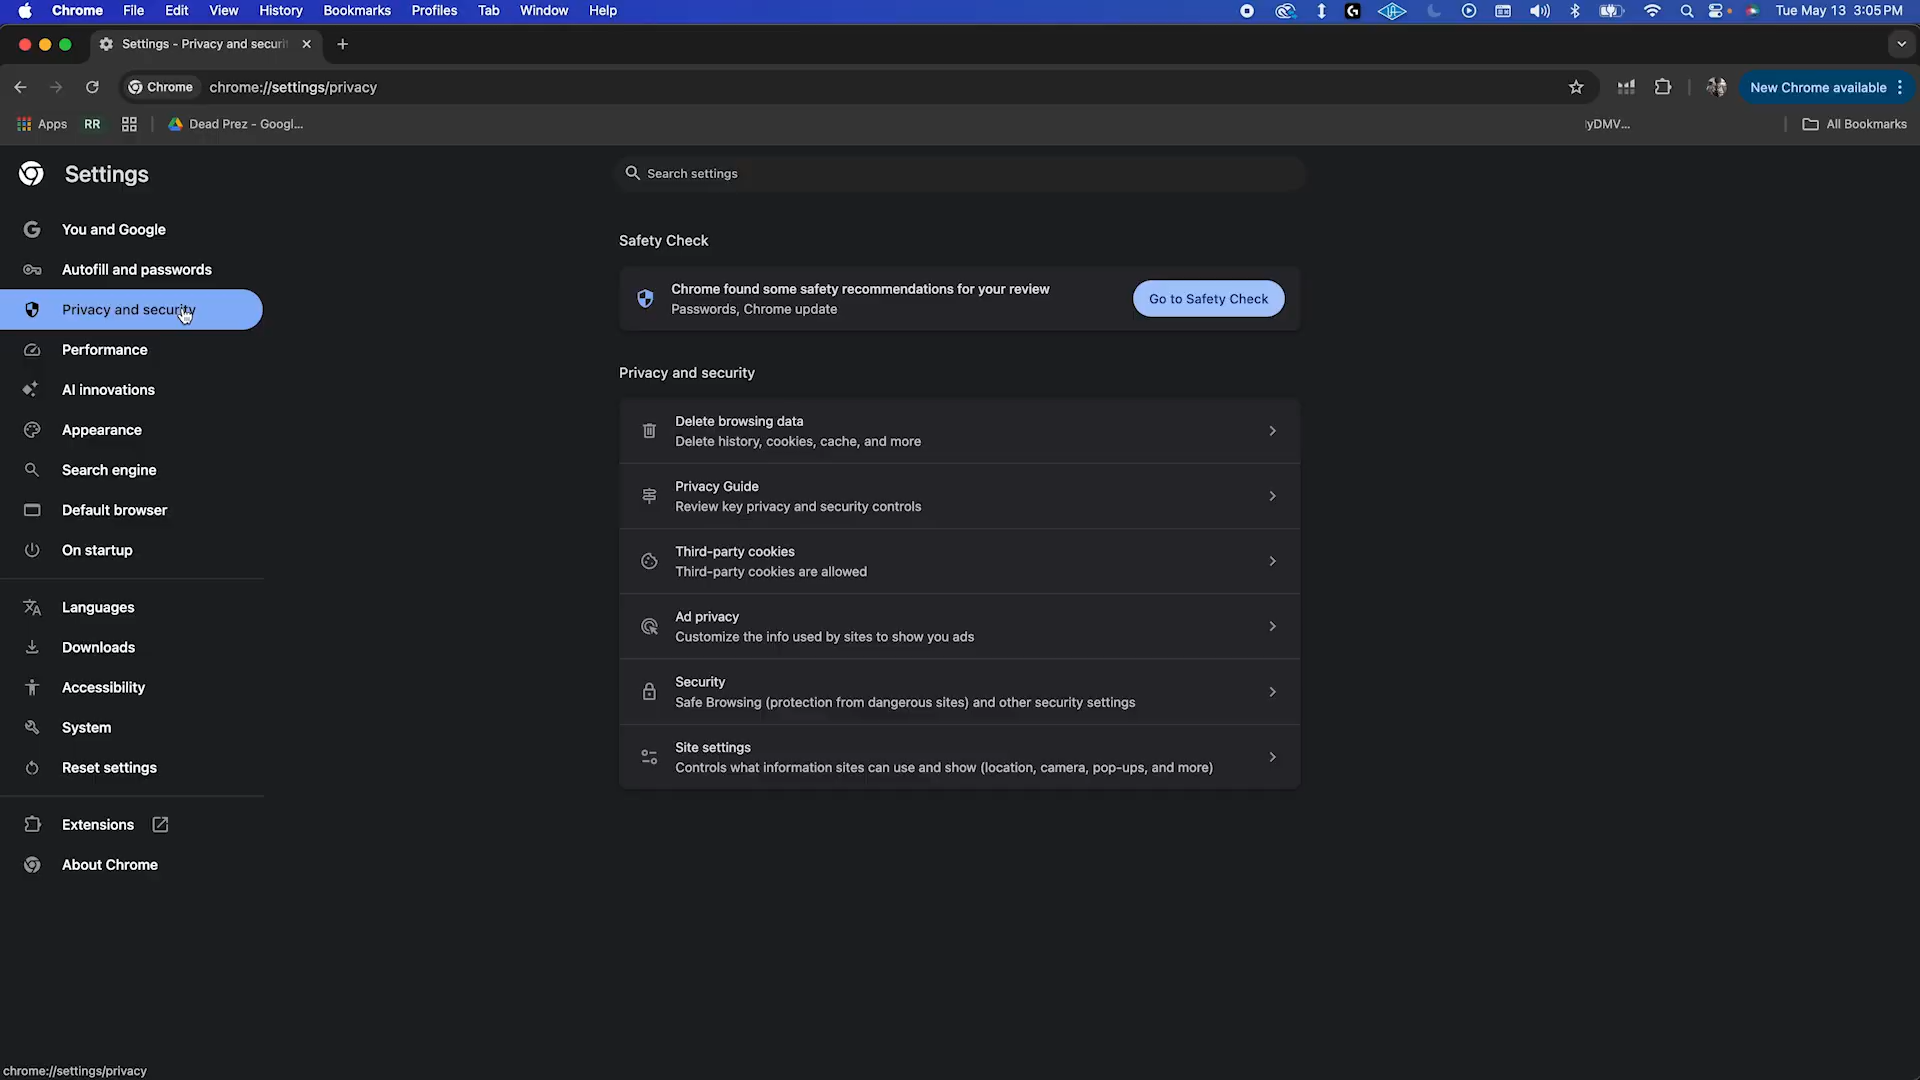 Chrome File Edit View History Bookmarks Profiles Tab Window Help Tue May 13 3:05 PM
Settings - Privacy and securi
Chrome chrome://settings/privacy New Chrome available
Apps RR Dead Prez - Googl... yDMV... All Bookmarks
Settings
Search settings
You and Google
Autofill and passwords
Privacy and security
Performance
AI innovations
Appearance
Search engine
Default browser
On startup
Languages
Downloads
Accessibility
System
Reset settings
Extensions
About Chrome
Safety Check
Chrome found some safety recommendations for your review
Passwords, Chrome update
Go to Safety Check
Privacy and security
Delete browsing data
Delete history, cookies, cache, and more
Privacy Guide
Review key privacy and security controls
Third-party cookies
Third-party cookies are allowed
Ad privacy
Customize the info used by sites to show you ads
Security
Safe Browsing (protection from dangerous sites) and other security settings
Site settings
Controls what information sites can use and show (location, camera, pop-ups, and more)
chrome://settings/privacy